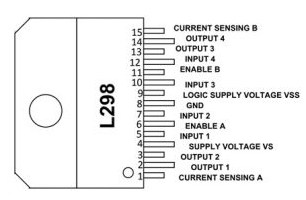 L298
15 CURRENT SENSING B
14 OUTPUT 4
13 OUTPUT 3
12 INPUT 4
11 ENABLE B
10 INPUT 3
9 LOGIC SUPPLY VOLTAGE VSS
8 GND
7 INPUT 2
6 ENABLE A
5 INPUT 1
4 SUPPLY VOLTAGE VS
3 OUTPUT 2
2 OUTPUT 1
1 CURRENT SENSING A